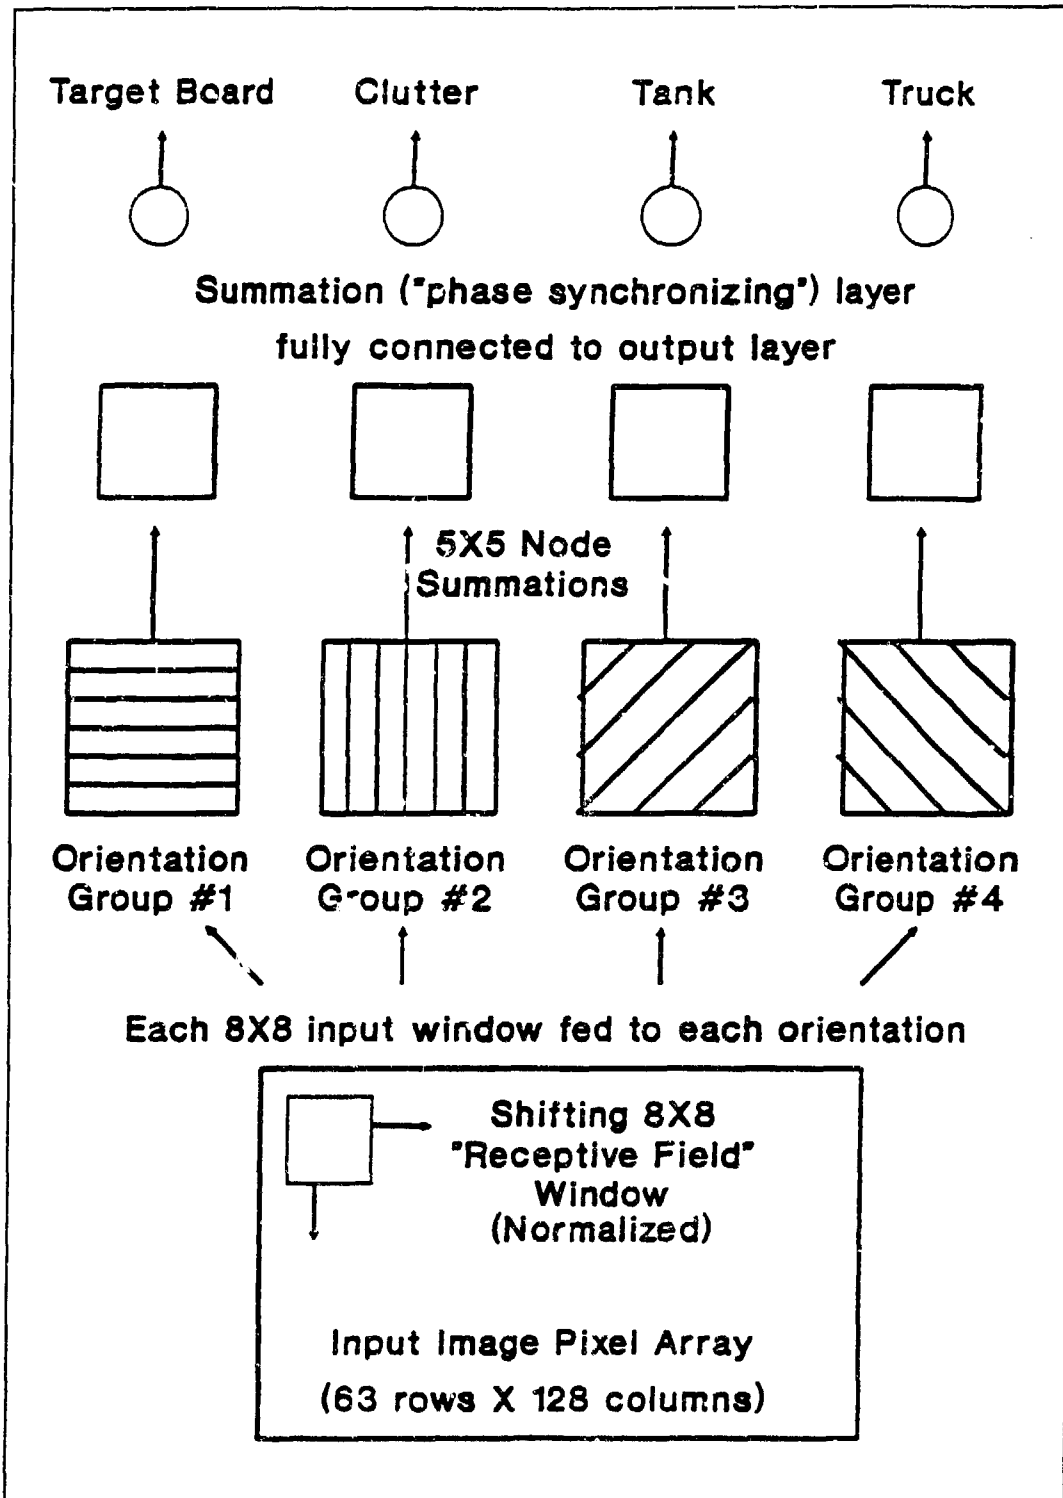 Target Board Clutter Tank Truck
Summation ("phase synchronizing") layer
fully connected to output layer
5X5 Node
Summations
Orientation Orientation Orientation Orientation
Group #1 Group #2 Group #3 Group #4
Each 8X8 input window fed to each orientation
Shifting 8X8
"Receptive Field"
Window
(Normalized)
Input Image Pixel Array
(63 rows X 128 columns)